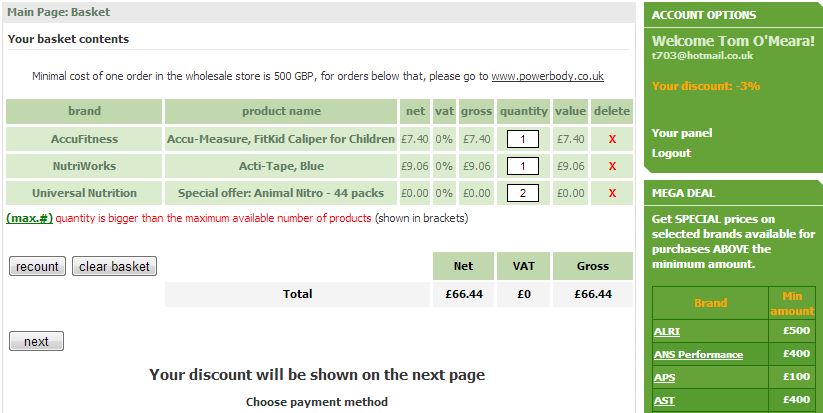 Main Page: Basket
Your basket contents
Minimal cost of one order in the wholesale store is 500 GBP, for orders below that, please go to www.powerbody.co.uk
brand product name net vat gross quantity value delete
AccuFitness Accu-Measure, FitKid Caliper for Children £7.40 0% £7.40 1 £7.40 X
NutriWorks Acti-Tape, Blue £9.06 0% £9.06 1 £9.06 X
Universal Nutrition Special offer: Animal Nitro - 44 packs £0.00 0% £0.00 2 £0.00 X
(max.#) quantity is bigger than the maximum available number of products (shown in brackets)
recount clear basket
Net VAT Gross
Total £66.44 £0 £66.44
next
Your discount will be shown on the next page
Choose payment method
ACCOUNT OPTIONS
Welcome Tom O'Meara!
t703@hotmail.co.uk
Your discount: -3%
Your panel
Logout
MEGA DEAL
Get SPECIAL prices on
selected brands available for
purchases ABOVE the
minimum amount.
Brand Min amount
ALRI £500
ANS Performance £400
APS £100
AST £400